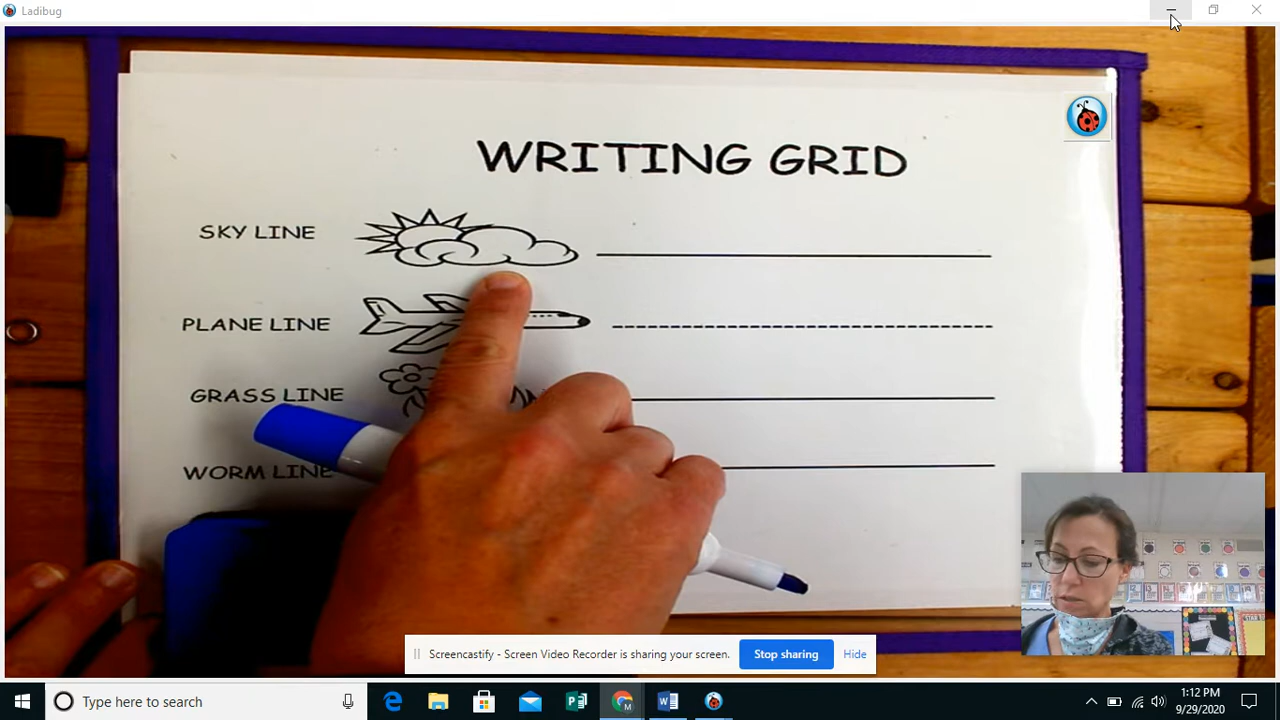 Ladibug
WRITING GRID
SKY LINE
PLANE LINE
GRASS LINE
WORM LINE
Screencastify - Screen Video Recorder is sharing your screen.
Stop sharing
Hide
Type here to search
1:12 PM
9/29/2020